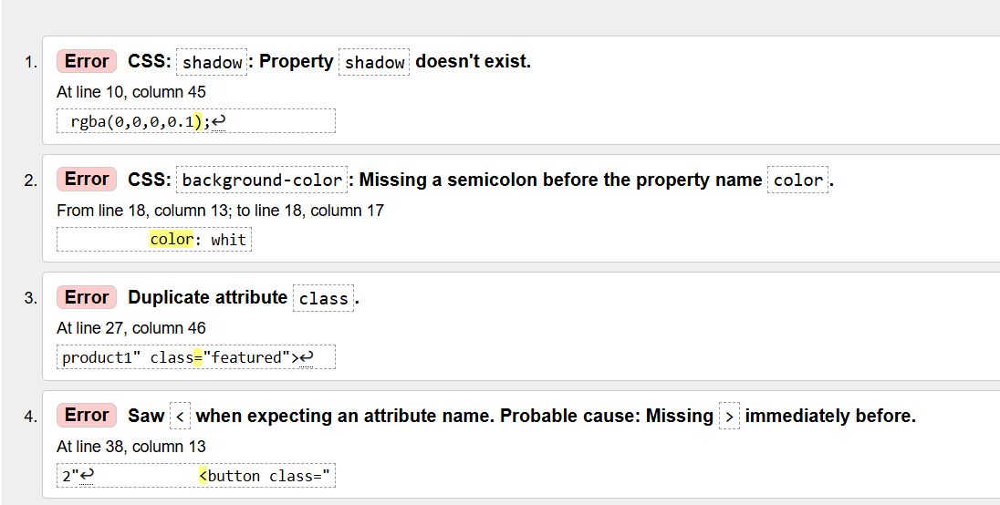 1. Error CSS: shadow: Property shadow doesn't exist.
At line 10, column 45
rgba(0,0,0,0.1);↩
2. Error CSS: background-color: Missing a semicolon before the property name color.
From line 18, column 13; to line 18, column 17
color: whit
3. Error Duplicate attribute class.
At line 27, column 46
product1" class="featured">↩
4. Error Saw < when expecting an attribute name. Probable cause: Missing > immediately before.
At line 38, column 13
2"↩ <button class="